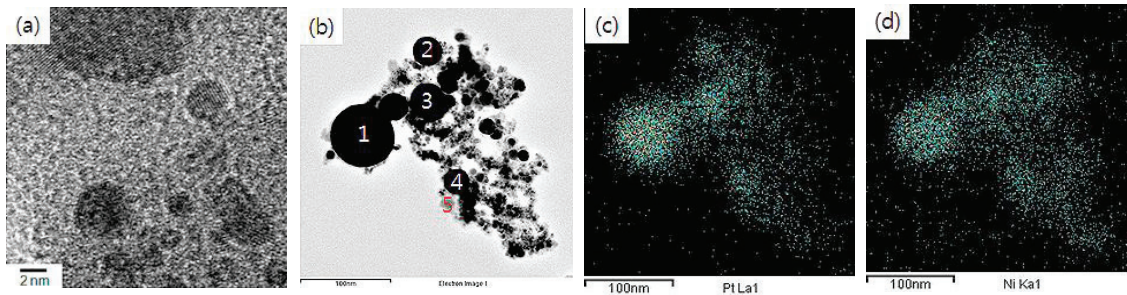 (a)
2 nm
(b)
1
2
3
4
5
100nm
Electron Image 1
(c)
100nm
Pt La1
(d)
100nm
Ni Ka1